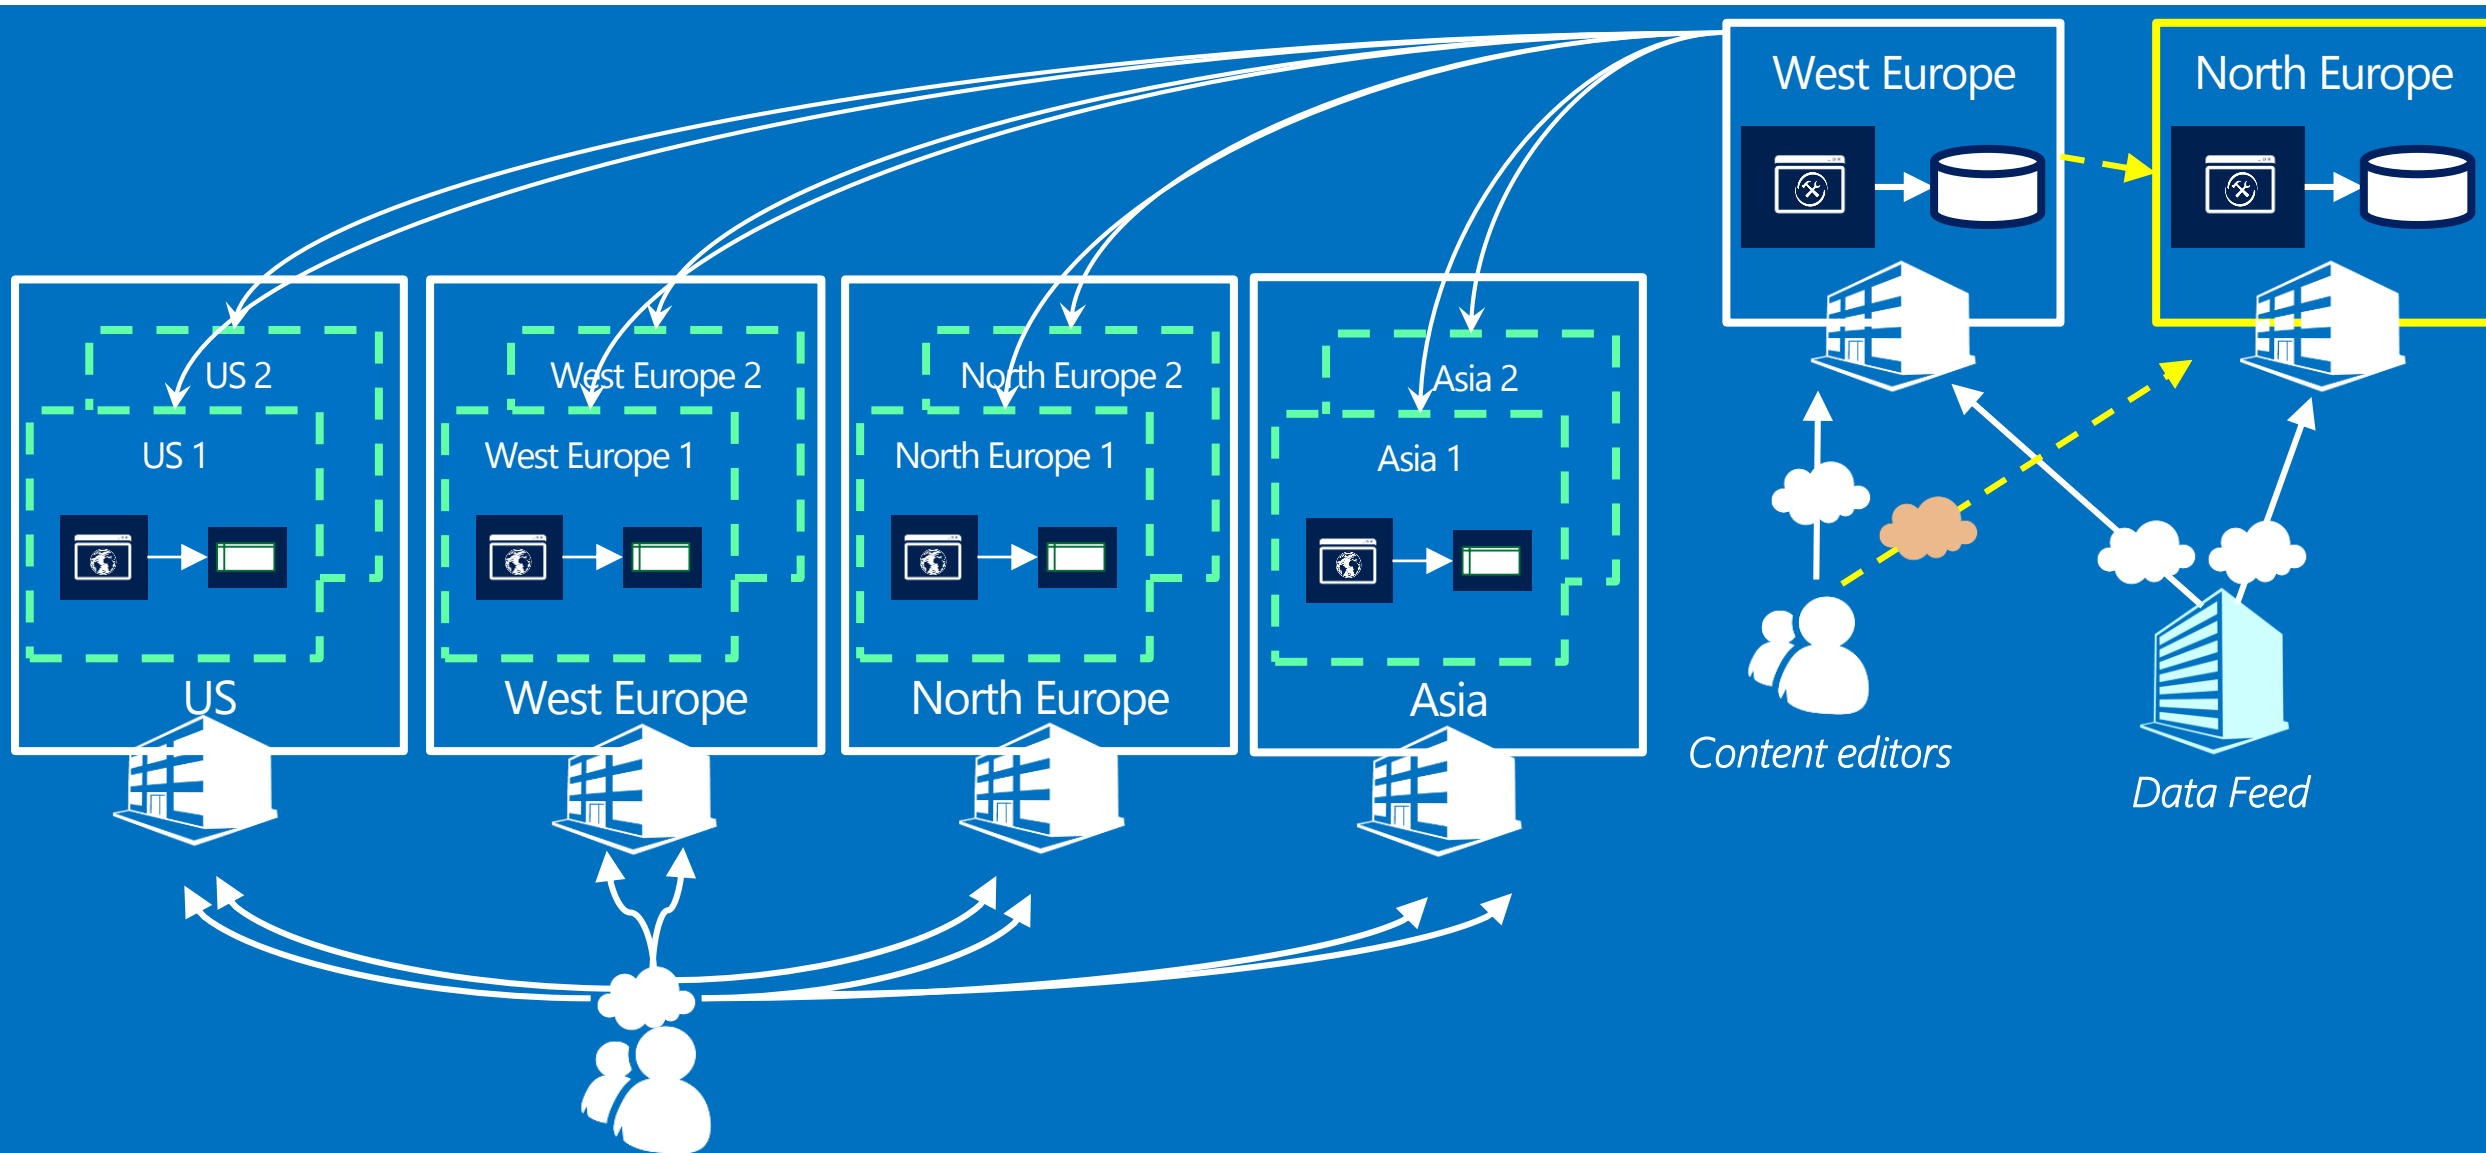 West Europe
North Europe
US 2
West Europe 2
North Europe 2
Asia 2
US 1
West Europe 1
North Europe 1
Asia 1
US
West Europe
North Europe
Asia
Content editors
Data Feed